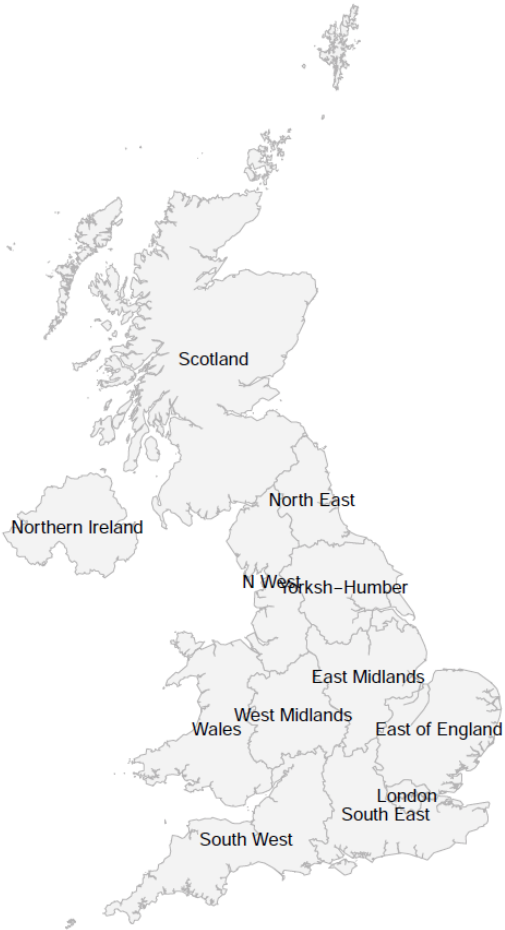 Scotland
North East
Northern Ireland
N West
Yorksh−Humber
East Midlands
West Midlands
Wales
East of England
London
South East
South West